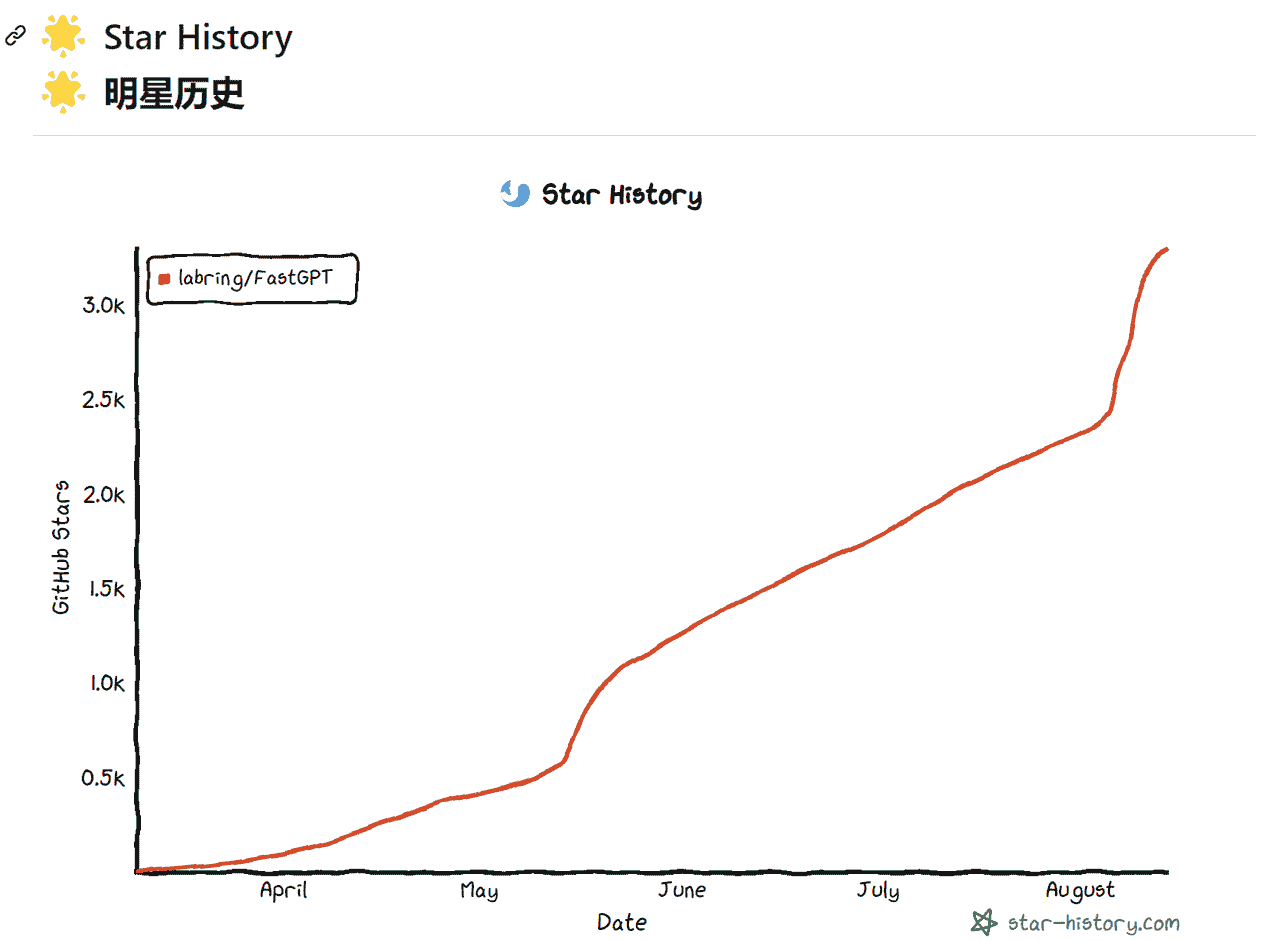 Star History
明星历史
Star History
labring/FastGPT
3.0k
2.5k
2.0k
1.5k
1.0k
0.5k
GitHub Stars
April May June July August
Date
star-history.com